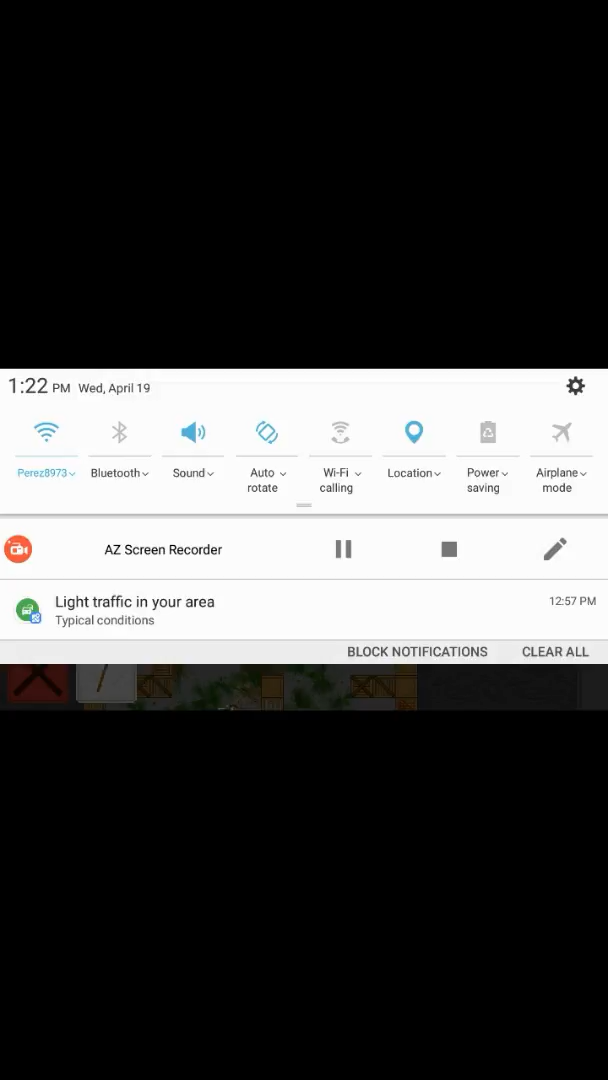 1:22 PM Wed, April 19
Perez8973 Bluetooth Sound Auto rotate Wi-Fi calling Location Power saving Airplane mode
AZ Screen Recorder
Light traffic in your area 12:57 PM
Typical conditions
BLOCK NOTIFICATIONS CLEAR ALL